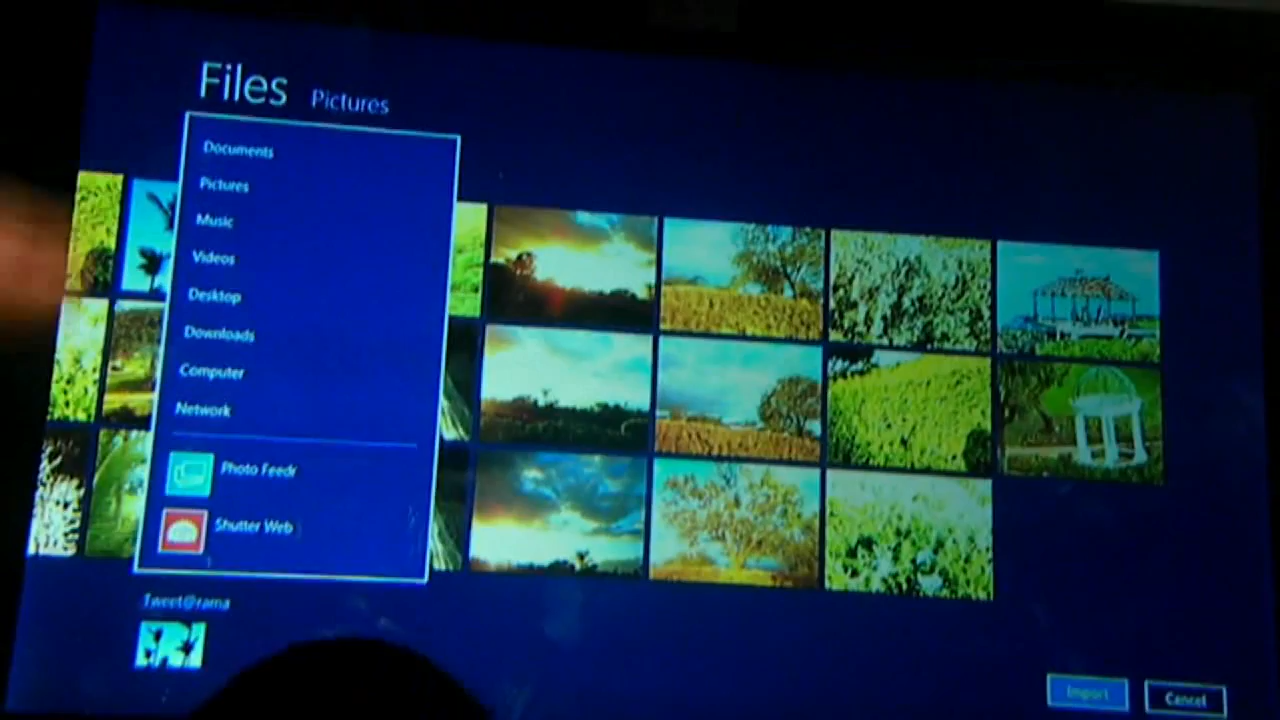 Files Pictures
Documents
Pictures
Music
Videos
Desktop
Downloads
Computer
Network
Photo Feedr
Shutter Web
Tweet@rama
Import Cancel